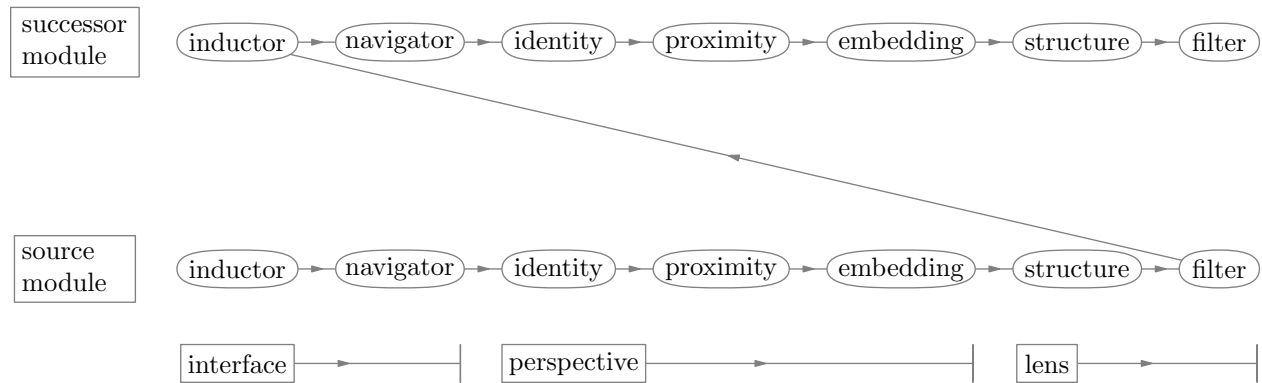 successor
module
inductor navigator identity proximity embedding structure filter
source
module
inductor navigator identity proximity embedding structure filter
interface perspective lens